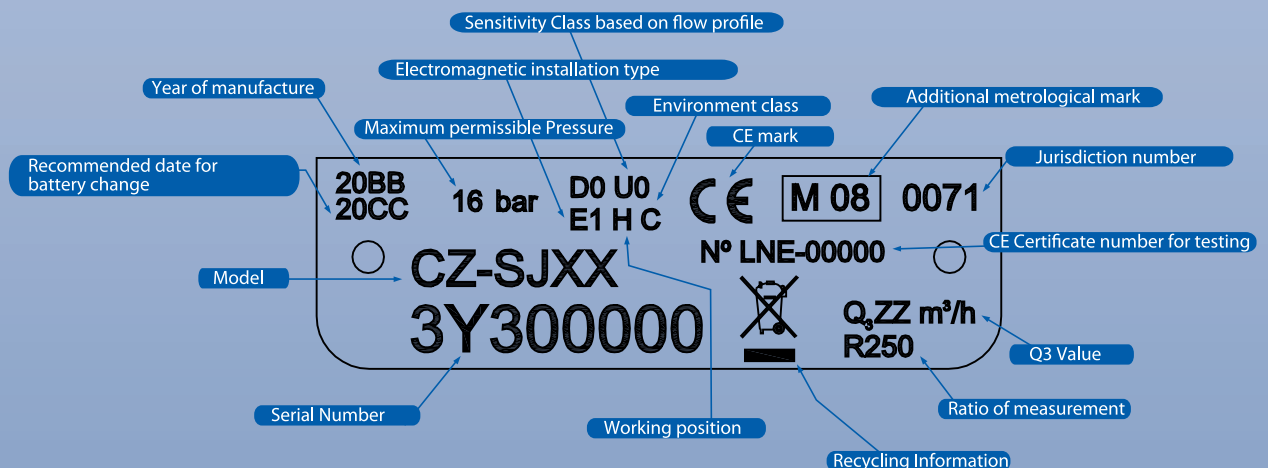 Sensitivity Class based on flow profile
Electromagnetic installation type
Year of manufacture
Environment class
Additional metrological mark
Maximum permissible Pressure
CE mark
Recommended date for
battery change
Jurisdiction number
20BB
20CC
16 bar
D0 U0
E1 H C
CE
M 08
0071
Nº LNE-00000
CE Certificate number for testing
Model
CZ-SJXX
3Y300000
Q₃ZZ m³/h
R250
Q3 Value
Serial Number
Working position
Ratio of measurement
Recycling Information